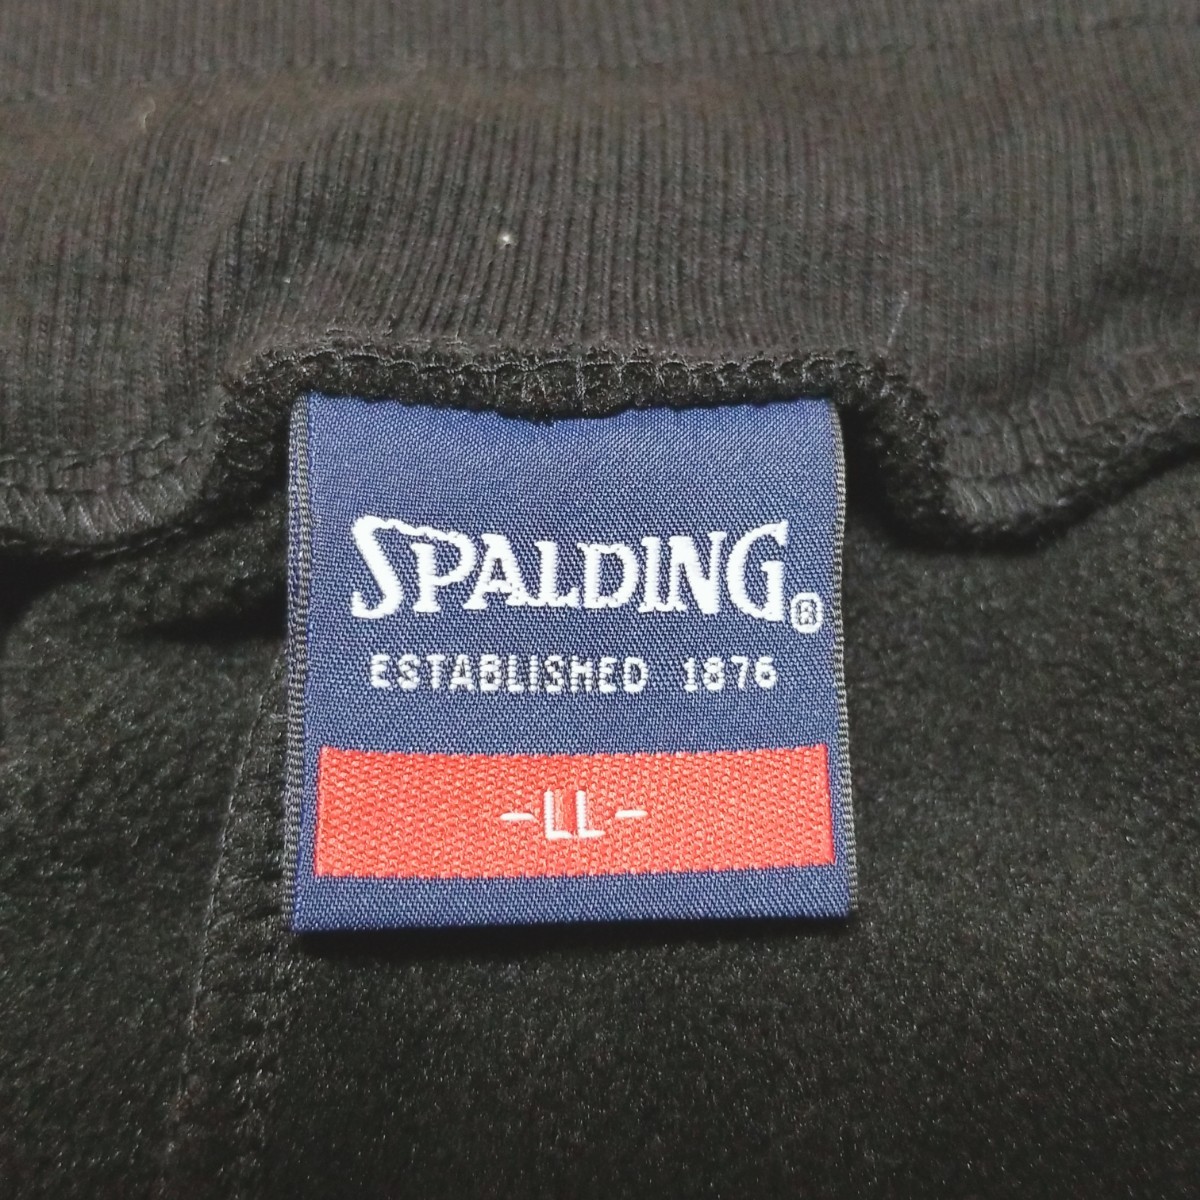 SPALDING®
ESTABLISHED 1876
-LL-